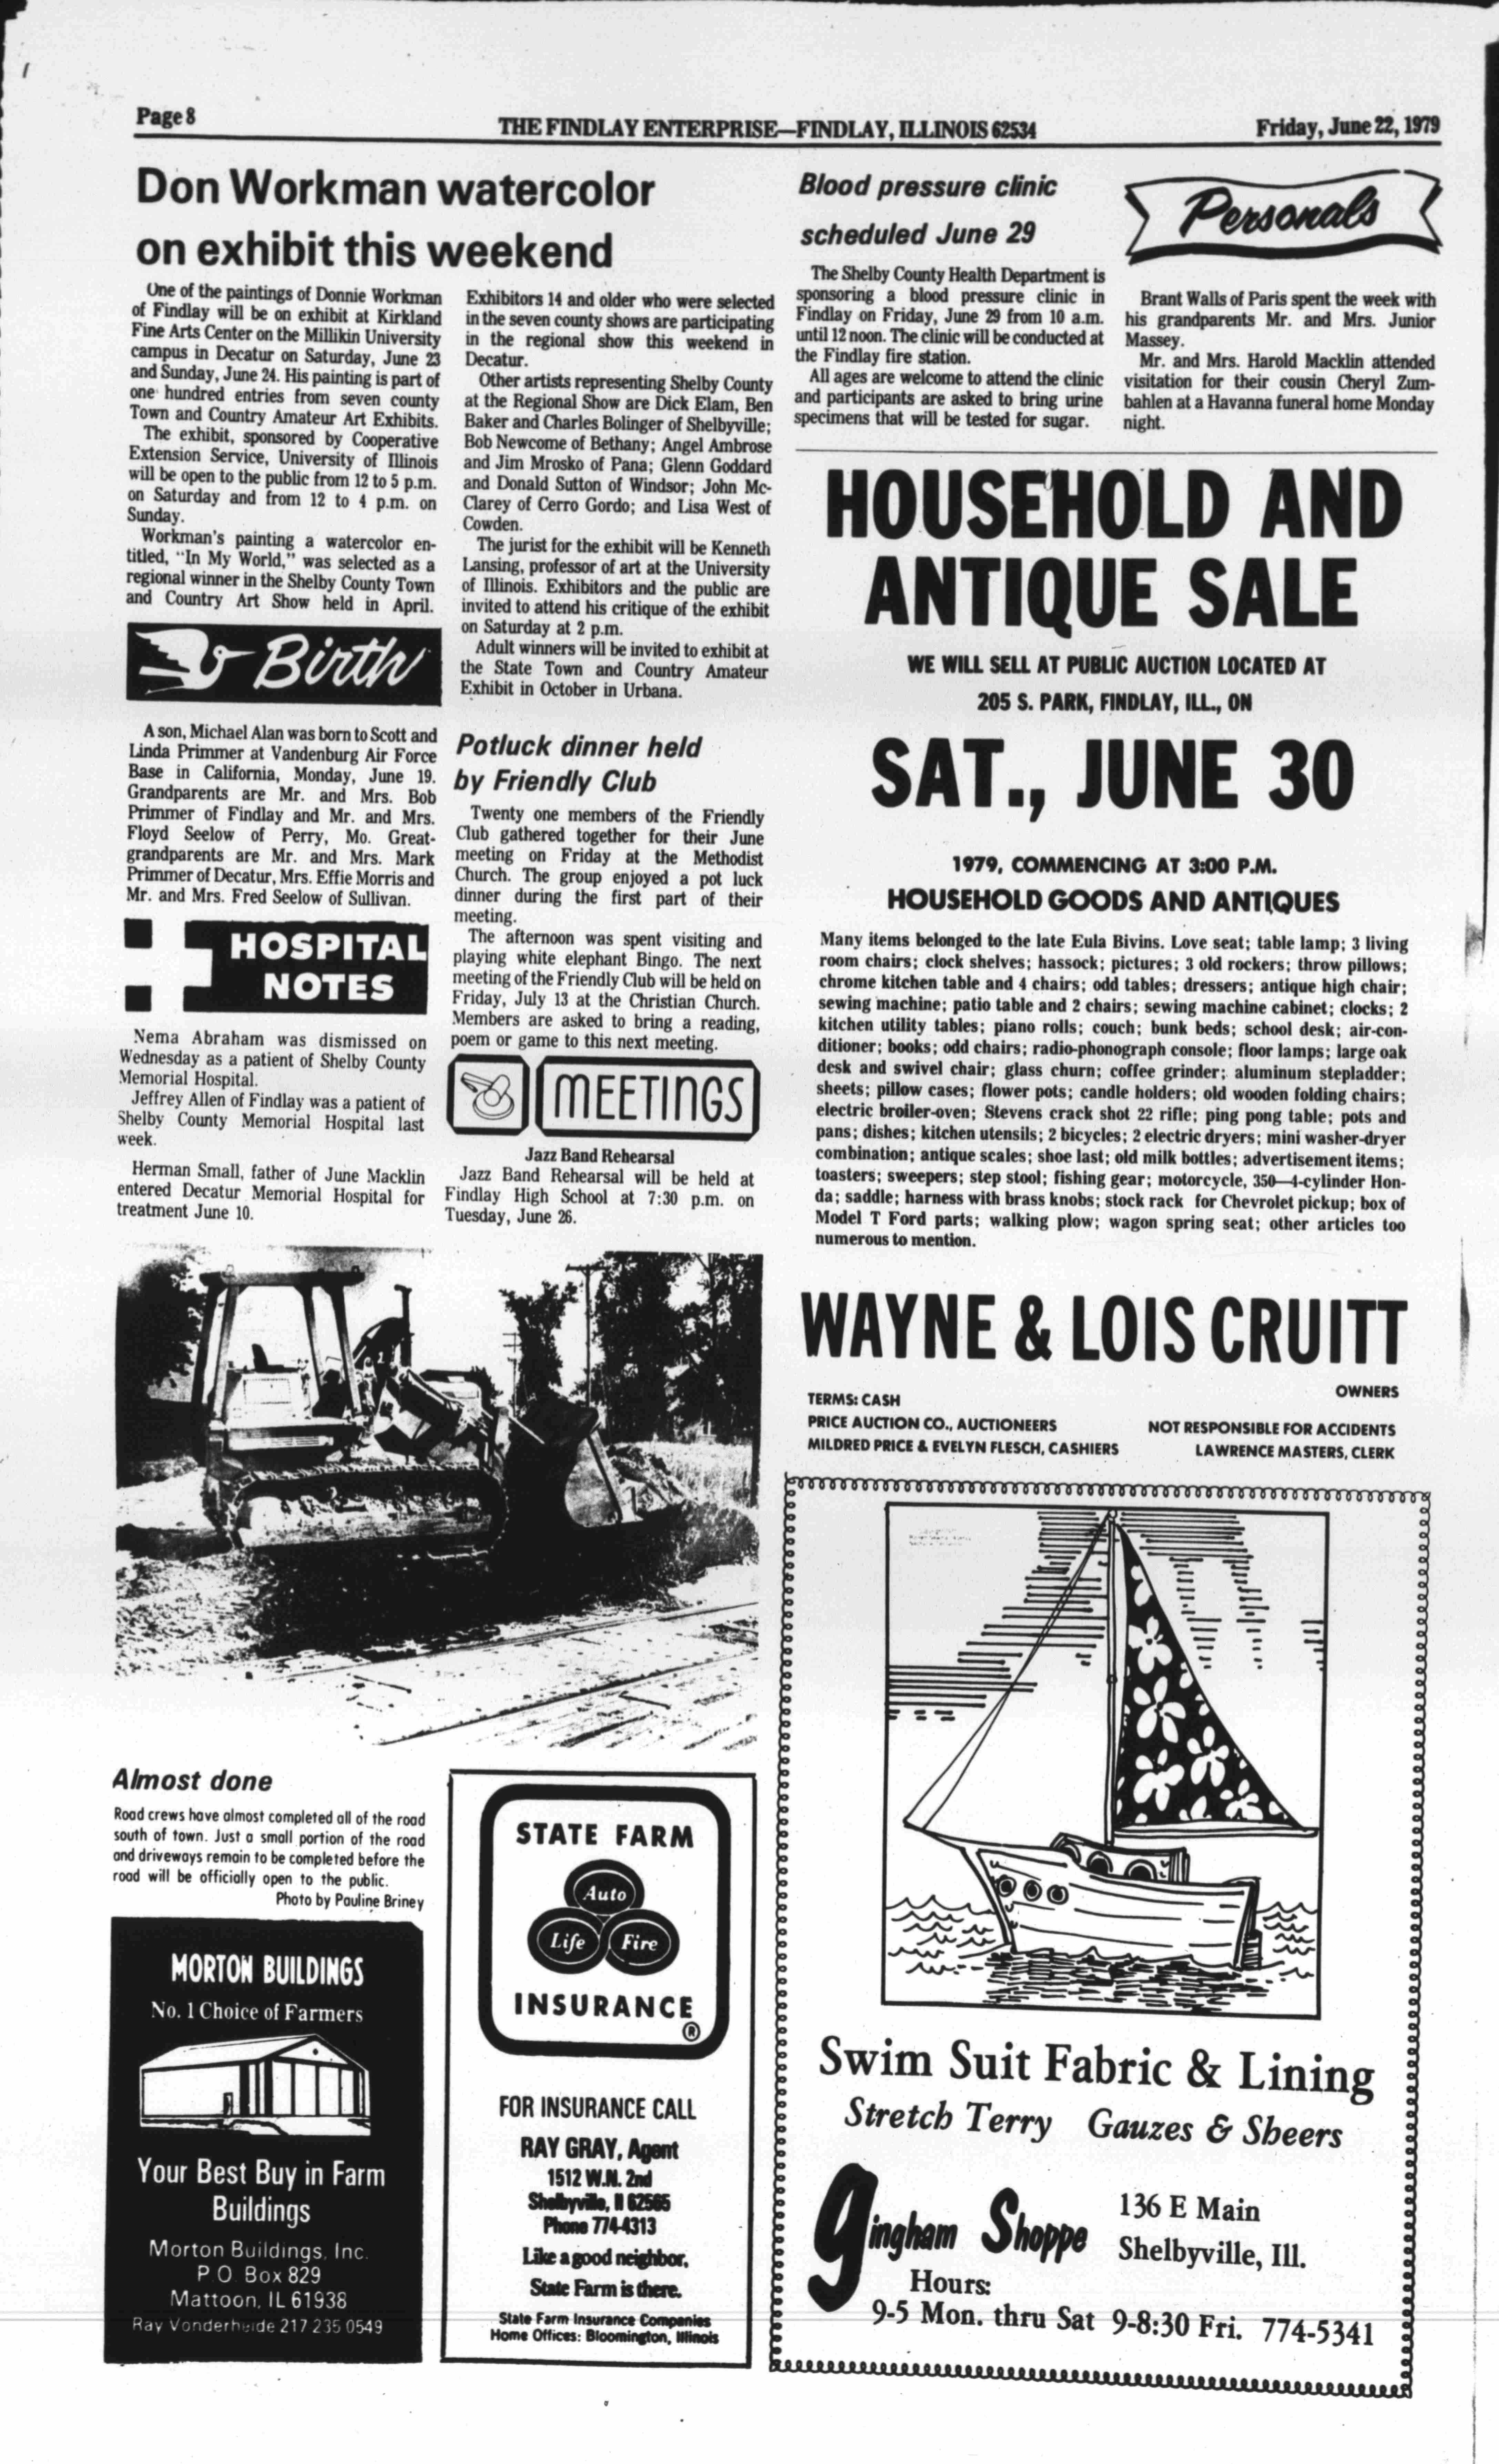 Page 8
THE FINDLAY ENTERPRISE—FINDLAY, ILLINOIS 62534
Friday, June 22, 1979
Don Workman watercolor
on exhibit this weekend
One of the paintings of Donnie Workman
of Findlay will be on exhibit at Kirkland
Fine Arts Center on the Millikin University
campus in Decatur on Saturday, June 23
and Sunday, June 24. His painting is part of
one hundred entries from seven county
Town and Country Amateur Art Exhibits.
The exhibit, sponsored by Cooperative
Extension Service, University of Illinois
will be open to the public from 12 to 5 p.m.
on Saturday and from 12 to 4 p.m. on
Sunday.
Workman's painting a watercolor en-
titled, "In My World," was selected as a
regional winner in the Shelby County Town
and Country Art Show held in April.
Exhibitors 14 and older who were selected
in the seven county shows are participating
in the regional show this weekend in
Decatur.
Other artists representing Shelby County
at the Regional Show are Dick Elam, Ben
Baker and Charles Bolinger of Shelbyville;
Bob Newcome of Bethany; Angel Ambrose
and Jim Mrosko of Pana; Glenn Goddard
and Donald Sutton of Windsor; John Mc-
Clarey of Cerro Gordo; and Lisa West of
Cowden.
The jurist for the exhibit will be Kenneth
Lansing, professor of art at the University
of Illinois. Exhibitors and the public are
invited to attend his critique of the exhibit
on Saturday at 2 p.m.
Adult winners will be invited to exhibit at
the State Town and Country Amateur
Exhibit in October in Urbana.
Birth
A son, Michael Alan was born to Scott and
Linda Primmer at Vandenburg Air Force
Base in California, Monday, June 19.
Grandparents are Mr. and Mrs. Bob
Primmer of Findlay and Mr. and Mrs.
Floyd Seelow of Perry, Mo. Great-
grandparents are Mr. and Mrs. Mark
Primmer of Decatur, Mrs. Effie Morris and
Mr. and Mrs. Fred Seelow of Sullivan.
HOSPITAL
NOTES
Nema Abraham was dismissed on
Wednesday as a patient of Shelby County
Memorial Hospital.
Jeffrey Allen of Findlay was a patient of
Shelby County Memorial Hospital last
week.
Herman Small, father of June Macklin
entered Decatur Memorial Hospital for
treatment June 10.
Potluck dinner held
by Friendly Club
Twenty one members of the Friendly
Club gathered together for their June
meeting on Friday at the Methodist
Church. The group enjoyed a pot luck
dinner during the first part of their
meeting.
The afternoon was spent visiting and
playing white elephant Bingo. The next
meeting of the Friendly Club will be held on
Friday, July 13 at the Christian Church.
Members are asked to bring a reading,
poem or game to this next meeting.
MEETINGS
Jazz Band Rehearsal
Jazz Band Rehearsal will be held at
Findlay High School at 7:30 p.m. on
Tuesday, June 26.
Almost done
Road crews have almost completed all of the road
south of town. Just a small portion of the road
and driveways remain to be completed before the
road will be officially open to the public.
Photo by Pauline Briney
MORTON BUILDINGS
No. 1 Choice of Farmers
Your Best Buy in Farm
Buildings
Morton Buildings, Inc.
P O Box 829
Mattoon, IL 61938
Ray Vonderheide 217 235 0549
STATE FARM
Auto
Life Fire
INSURANCE
®
FOR INSURANCE CALL
RAY GRAY, Agent
1512 W.N. 2nd
Shelbyville, Il 62565
Phone 774-4313
Like a good neighbor,
State Farm is there.
State Farm Insurance Companies
Home Offices: Bloomington, Illinois
Blood pressure clinic
scheduled June 29
The Shelby County Health Department is
sponsoring a blood pressure clinic in
Findlay on Friday, June 29 from 10 a.m.
until 12 noon. The clinic will be conducted at
the Findlay fire station.
All ages are welcome to attend the clinic
and participants are asked to bring urine
specimens that will be tested for sugar.
Personals
Brant Walls of Paris spent the week with
his grandparents Mr. and Mrs. Junior
Massey.
Mr. and Mrs. Harold Macklin attended
visitation for their cousin Cheryl Zum-
bahlen at a Havanna funeral home Monday
night.
HOUSEHOLD AND
ANTIQUE SALE
WE WILL SELL AT PUBLIC AUCTION LOCATED AT
205 S. PARK, FINDLAY, ILL., ON
SAT., JUNE 30
1979, COMMENCING AT 3:00 P.M.
HOUSEHOLD GOODS AND ANTIQUES
Many items belonged to the late Eula Bivins. Love seat; table lamp; 3 living
room chairs; clock shelves; hassock; pictures; 3 old rockers; throw pillows;
chrome kitchen table and 4 chairs; odd tables; dressers; antique high chair;
sewing machine; patio table and 2 chairs; sewing machine cabinet; clocks; 2
kitchen utility tables; piano rolls; couch; bunk beds; school desk; air-con-
ditioner; books; odd chairs; radio-phonograph console; floor lamps; large oak
desk and swivel chair; glass churn; coffee grinder; aluminum stepladder;
sheets; pillow cases; flower pots; candle holders; old wooden folding chairs;
electric broiler-oven; Stevens crack shot 22 rifle; ping pong table; pots and
pans; dishes; kitchen utensils; 2 bicycles; 2 electric dryers; mini washer-dryer
combination; antique scales; shoe last; old milk bottles; advertisement items;
toasters; sweepers; step stool; fishing gear; motorcycle, 350—4-cylinder Hon-
da; saddle; harness with brass knobs; stock rack for Chevrolet pickup; box of
Model T Ford parts; walking plow; wagon spring seat; other articles too
numerous to mention.
WAYNE & LOIS CRUITT
OWNERS
TERMS: CASH
PRICE AUCTION CO., AUCTIONEERS
MILDRED PRICE & EVELYN FLESCH, CASHIERS
NOT RESPONSIBLE FOR ACCIDENTS
LAWRENCE MASTERS, CLERK
Swim Suit Fabric & Lining
Stretch Terry Gauzes & Sheers
Gingham Shoppe
136 E Main
Shelbyville, Ill.
Hours:
9-5 Mon. thru Sat 9-8:30 Fri. 774-5341